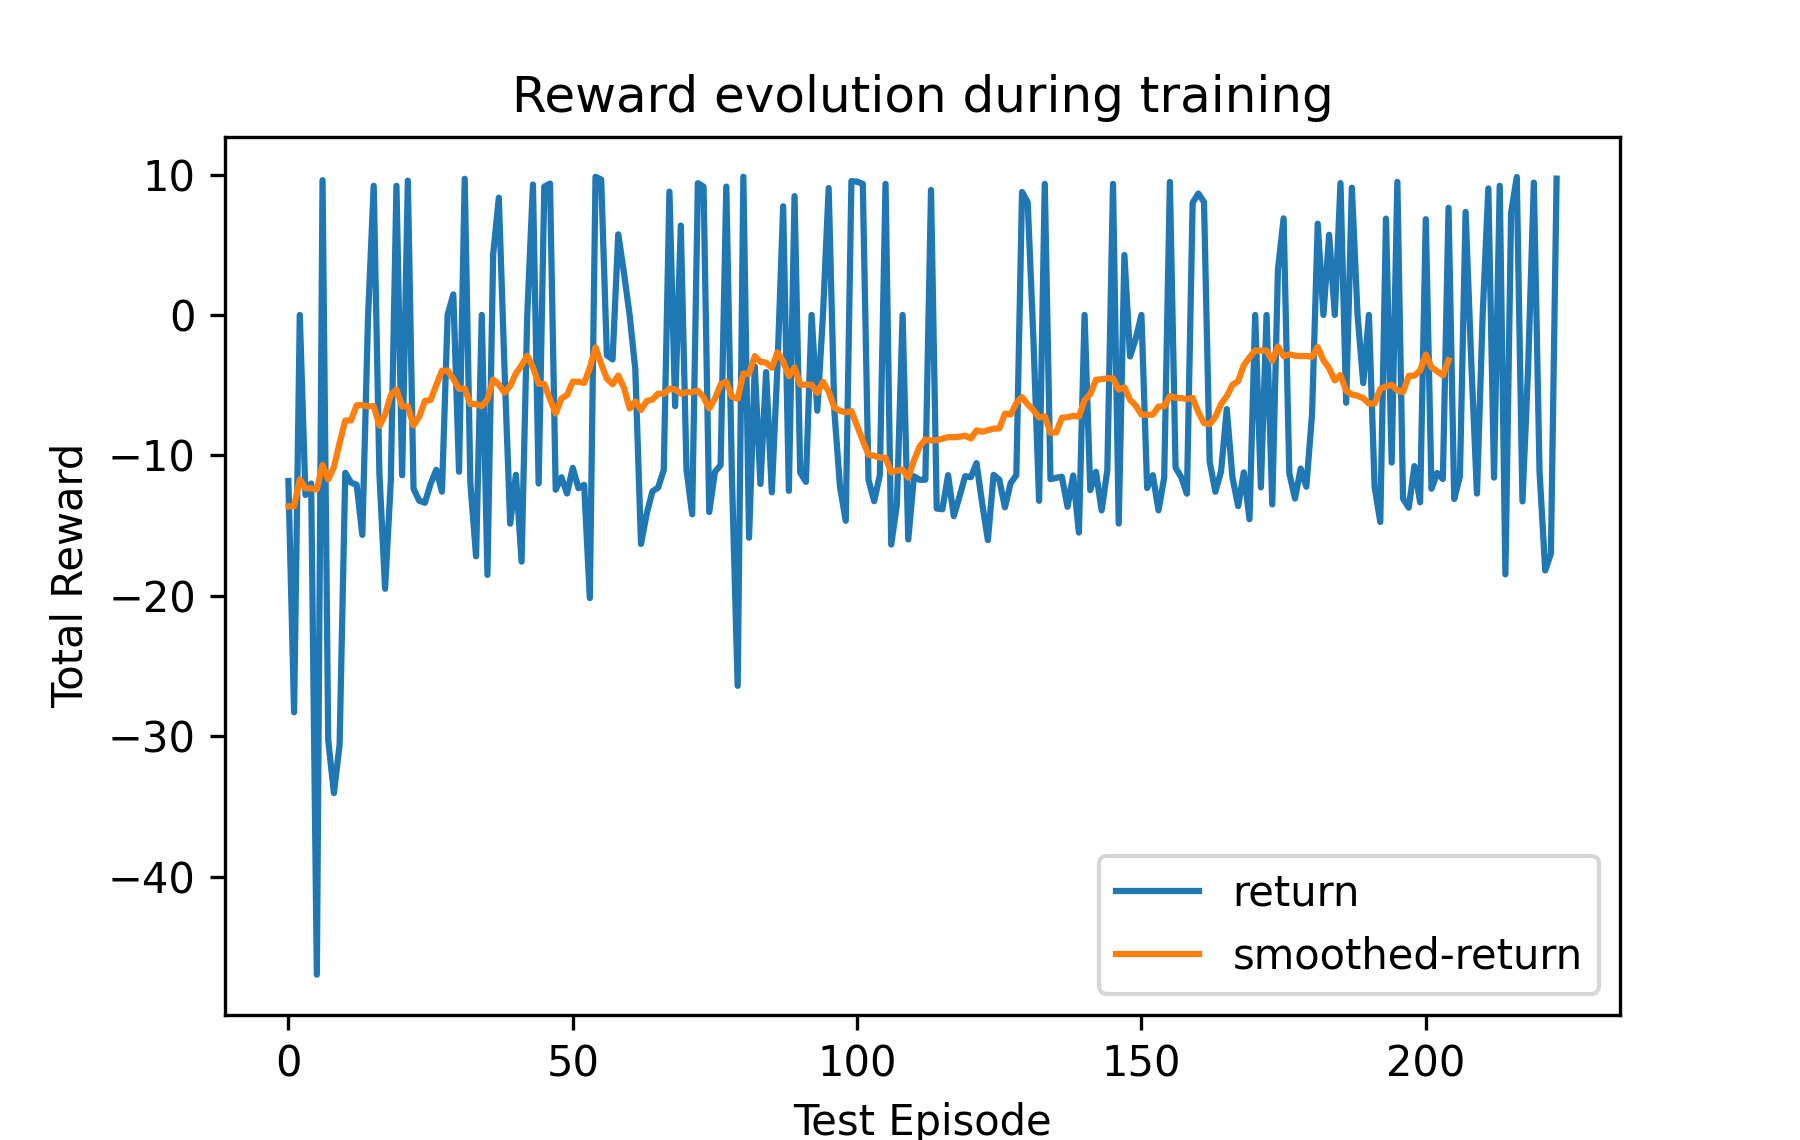 Reward evolution during training
Total Reward
10
0
−10
−20
−30
−40
0
50
100
150
200
Test Episode
return
smoothed-return